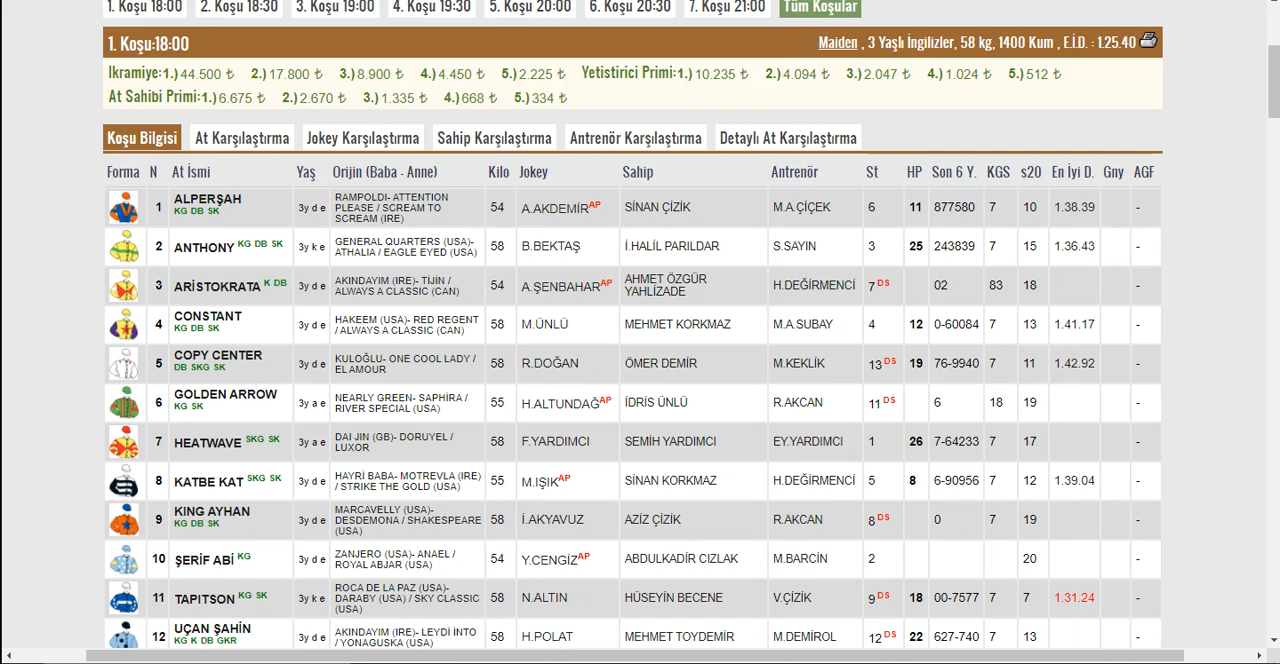 1. Koşu 18:00 2. Koşu 18:30 3. Koşu 19:00 4. Koşu 19:30 5. Koşu 20:00 6. Koşu 20:30 7. Koşu 21:00 Tüm Koşular
1. Koşu:18:00 Maiden , 3 Yaşlı İngilizler, 58 kg, 1400 Kum , E.İ.D. : 1.25.40
Ikramiye:1.) 44.500 ₺ 2.) 17.800 ₺ 3.) 8.900 ₺ 4.) 4.450 ₺ 5.) 2.225 ₺ Yetistirici Primi:1.) 10.235 ₺ 2.) 4.094 ₺ 3.) 2.047 ₺ 4.) 1.024 ₺ 5.) 512 ₺
At Sahibi Primi:1.) 6.675 ₺ 2.) 2.670 ₺ 3.) 1.335 ₺ 4.) 668 ₺ 5.) 334 ₺
Koşu Bilgisi At Karşılaştırma Jokey Karşılaştırma Sahip Karşılaştırma Antrenör Karşılaştırma Detaylı At Karşılaştırma
Forma N At İsmi Yaş Orijin (Baba - Anne) Kilo Jokey Sahip Antrenör St HP Son 6 Y. KGS s20 En İyi D. Gny AGF
1 ALPERŞAH KG DB SK 3y d e RAMPOLDI- ATTENTION PLEASE / SCREAM TO SCREAM (IRE) 54 A.AKDEMİR AP SİNAN ÇİZİK M.A.ÇİÇEK 6 11 877580 7 10 1.38.39 -
2 ANTHONY KG DB SK 3y k e GENERAL QUARTERS (USA)- ATHALIA / EAGLE EYED (USA) 58 B.BEKTAŞ İ.HALİL PARILDAR S.SAYIN 3 25 243839 7 15 1.36.43 -
3 ARİSTOKRATA K DB 3y d e AKINDAYIM (IRE)- TIJIN / ALWAYS A CLASSIC (CAN) 54 A.ŞENBAHAR AP AHMET ÖZGÜR YAHLİZADE H.DEĞİRMENCİ 7 DS 02 83 18 -
4 CONSTANT KG DB SK 3y d e HAKEEM (USA)- RED REGENT / ALWAYS A CLASSIC (CAN) 58 M.ÜNLÜ MEHMET KORKMAZ M.A.SUBAY 4 12 0-60084 7 13 1.41.17 -
5 COPY CENTER DB SKG SK 3y d e KULOĞLU- ONE COOL LADY / EL AMOUR 58 R.DOĞAN ÖMER DEMİR M.KEKLİK 13 DS 19 76-9940 7 11 1.42.92 -
6 GOLDEN ARROW KG SK 3y a e NEARLY GREEN- SAPHİRA / RIVER SPECIAL (USA) 55 H.ALTUNDAĞ AP İDRİS ÜNLÜ R.AKCAN 11 DS 6 18 19 -
7 HEATWAVE SKG SK 3y a e DAI JIN (GB)- DORUYEL / LUXOR 58 F.YARDIMCI SEMİH YARDIMCI EY.YARDIMCI 1 26 7-64233 7 17 -
8 KATBE KAT SKG SK 3y d e HAYRİ BABA- MOTREVLA (IRE) / STRIKE THE GOLD (USA) 55 M.IŞIK AP SİNAN KORKMAZ H.DEĞİRMENCİ 5 8 6-90956 7 12 1.39.04 -
9 KING AYHAN KG DB SK 3y d e MARCAVELLY (USA)- DESDEMONA / SHAKESPEARE (USA) 58 İ.AKYAVUZ AZİZ ÇİZİK R.AKCAN 8 DS 0 7 19 -
10 ŞERİF ABİ KG 3y d e ZANJERO (USA)- ANAEL / ROYAL ABJAR (USA) 54 Y.CENGİZ AP ABDULKADİR CIZLAK M.BARCIN 2 20 -
11 TAPITSON KG SK 3y k e ROCA DE LA PAZ (USA)- DARABY (USA) / SKY CLASSIC (USA) 58 N.ALTIN HÜSEYİN BECENE V.ÇİZİK 9 DS 18 00-7577 7 7 1.31.24 -
12 UÇAN ŞAHİN KG K DB GKR 3y d e AKINDAYIM (IRE)- LEYDİ INTO / YONAGUSKA (USA) 58 H.POLAT MEHMET TOYDEMİR M.DEMİROL 12 DS 22 627-740 7 13 -